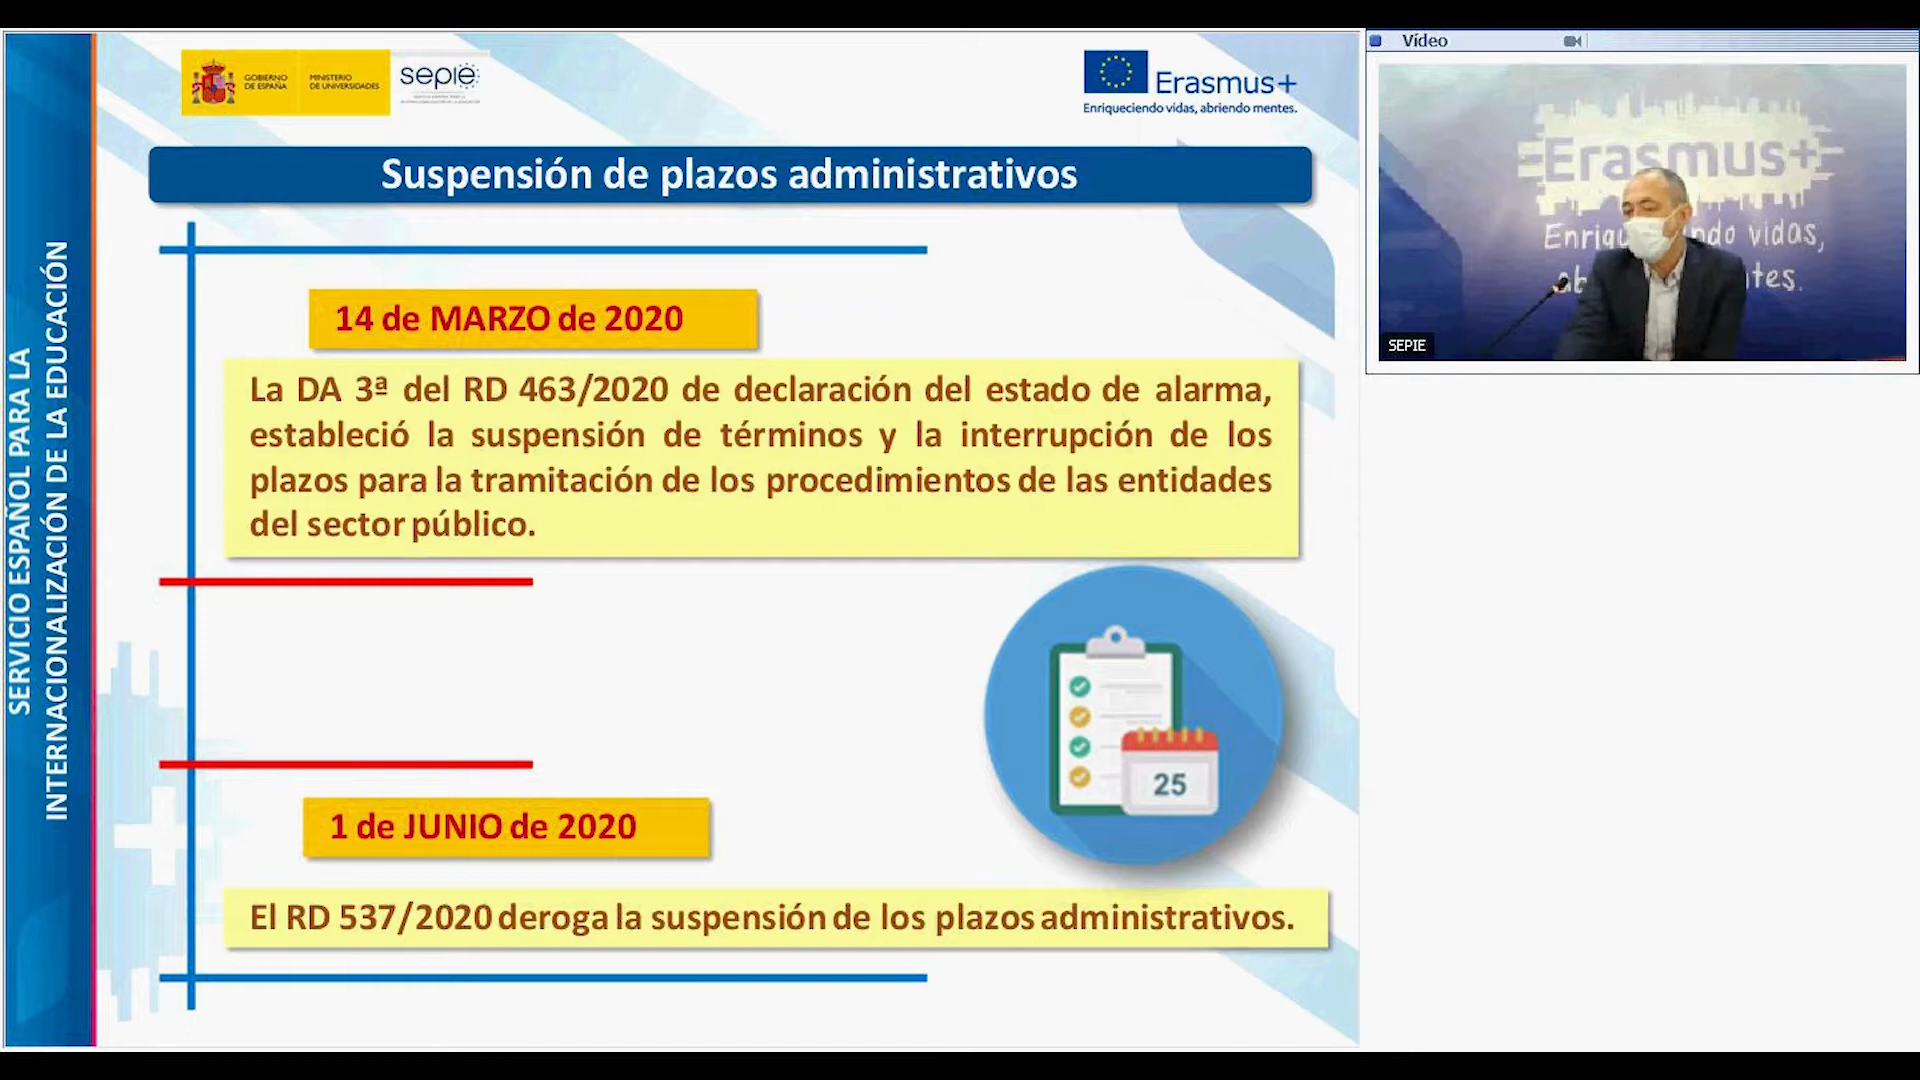 SERVICIO ESPAÑOL PARA LA
INTERNACIONALIZACIÓN DE LA EDUCACIÓN
GOBIERNO
DE ESPAÑA
MINISTERIO
DE UNIVERSIDADES
sepie
Erasmus+
Enriqueciendo vidas, abriendo mentes.
Suspensión de plazos administrativos
14 de MARZO de 2020
La DA 3ª del RD 463/2020 de declaración del estado de alarma,
estableció la suspensión de términos y la interrupción de los
plazos para la tramitación de los procedimientos de las entidades
del sector público.
25
1 de JUNIO de 2020
El RD 537/2020 deroga la suspensión de los plazos administrativos.
Vídeo
Erasmus+
Enriqu ndo vidas,
ab tes.
SEPIE